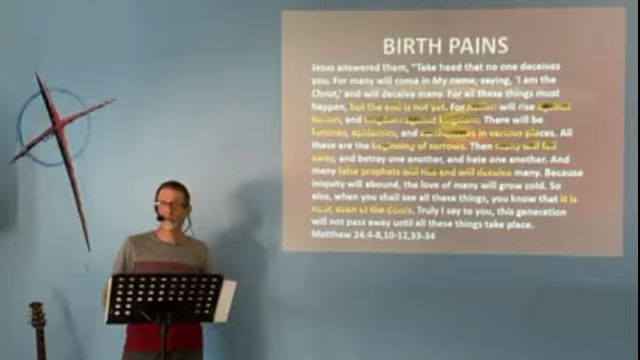 BIRTH PAINS
Jesus answered them, "Take heed that no one deceives
you. For many will come in My name, saying, 'I am the
Christ,' and will deceive many. For all these things must
happen, but the end is not yet. For nation will rise against
nation, and kingdom against kingdom. There will be
famines, epidemics, and earthquakes in various places. All
these are the beginning of sorrows. Then many will fall
away, and betray one another, and hate one another. And
many false prophets will rise and will deceive many. Because
iniquity will abound, the love of many will grow cold. So
also, when you shall see all these things, you know that it is
near, even at the doors. Truly I say to you, this generation
will not pass away until all these things take place.
Matthew 24:4-8,10-12,33-34